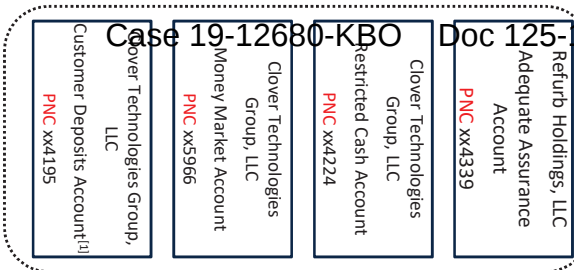 Case 19-12680-KBO Doc 125-
Refurb Holdings, LLC
Adequate Assurance
Account
PNC xx4339
Clover Technologies
Group, LLC
Restricted Cash Account
PNC xx4224
Clover Technologies
Group, LLC
Money Market Account
PNC xx5966
Clover Technologies Group,
LLC
Customer Deposits Account[1]
PNC xx4195